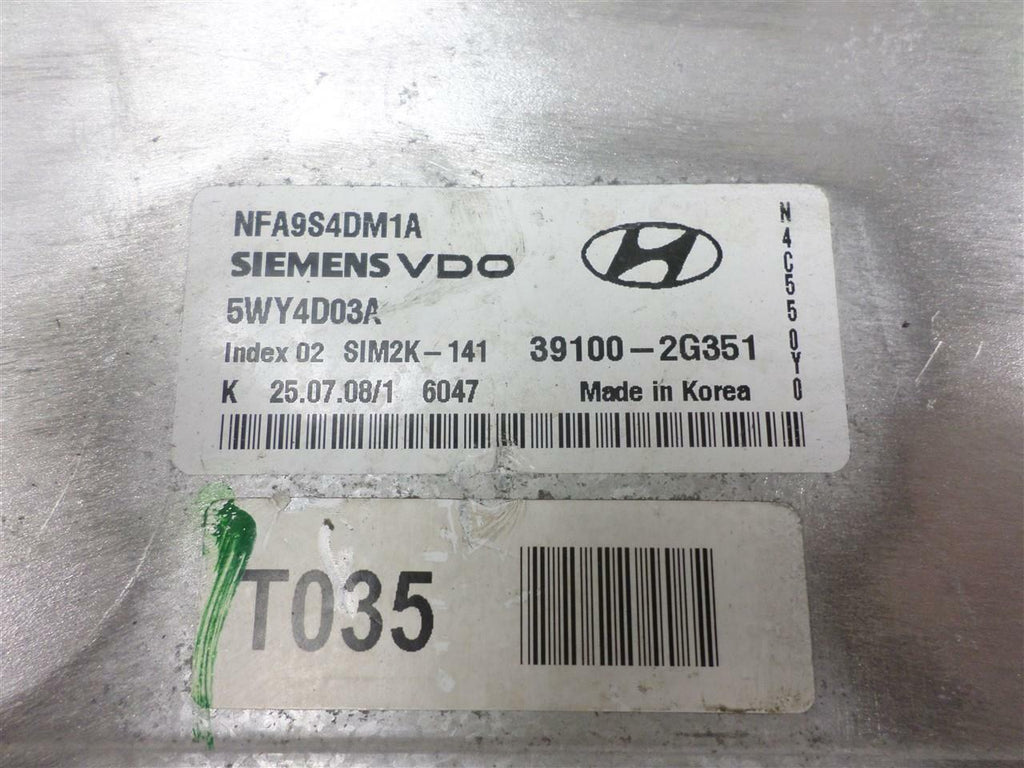 NFA9S4DM1A
SIEMENS VDO
5WY4D03A
Index 02 SIM2K-141 39100-2G351
K 25.07.08/1 6047 Made in Korea
N4C550Y0
T035